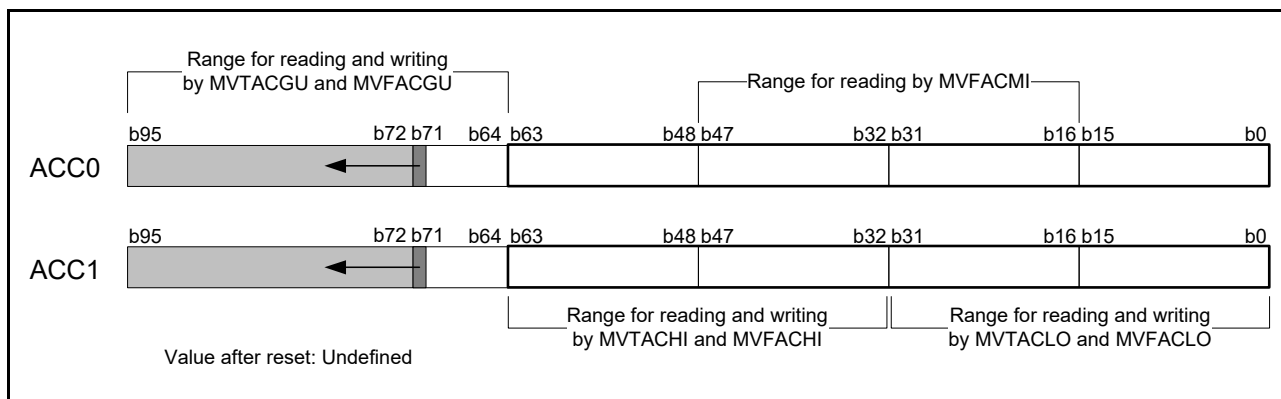 Range for reading and writing
by MVTACGU and MVFACGU
Range for reading by MVFACMI
b95 b72 b71 b64 b63 b48 b47 b32 b31 b16 b15 b0
ACC0
b95 b72 b71 b64 b63 b48 b47 b32 b31 b16 b15 b0
ACC1
Range for reading and writing
by MVTACHI and MVFACHI
Range for reading and writing
by MVTACLO and MVFACLO
Value after reset: Undefined